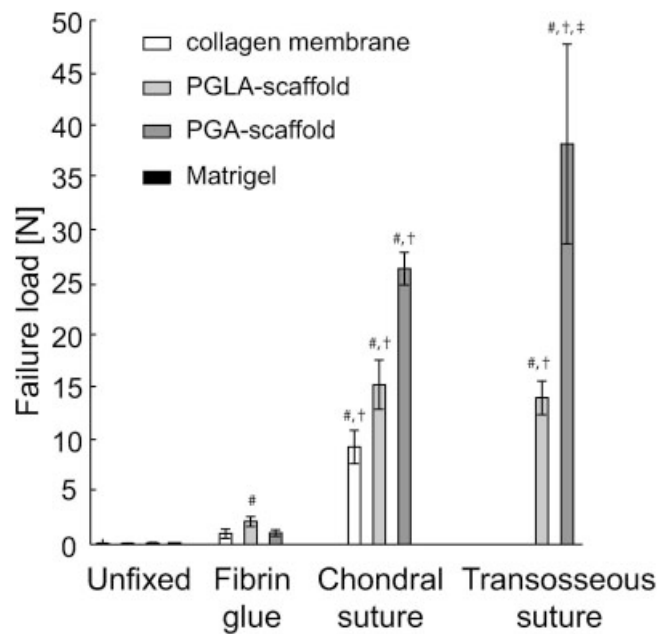 Failure load [N]
50
45
40
35
30
25
20
15
10
5
0
collagen membrane
PGLA-scaffold
PGA-scaffold
Matrigel
#
#,†
#,†
#,†
#,†
#,†,‡
Unfixed
Fibrin
glue
Chondral
suture
Transosseous
suture